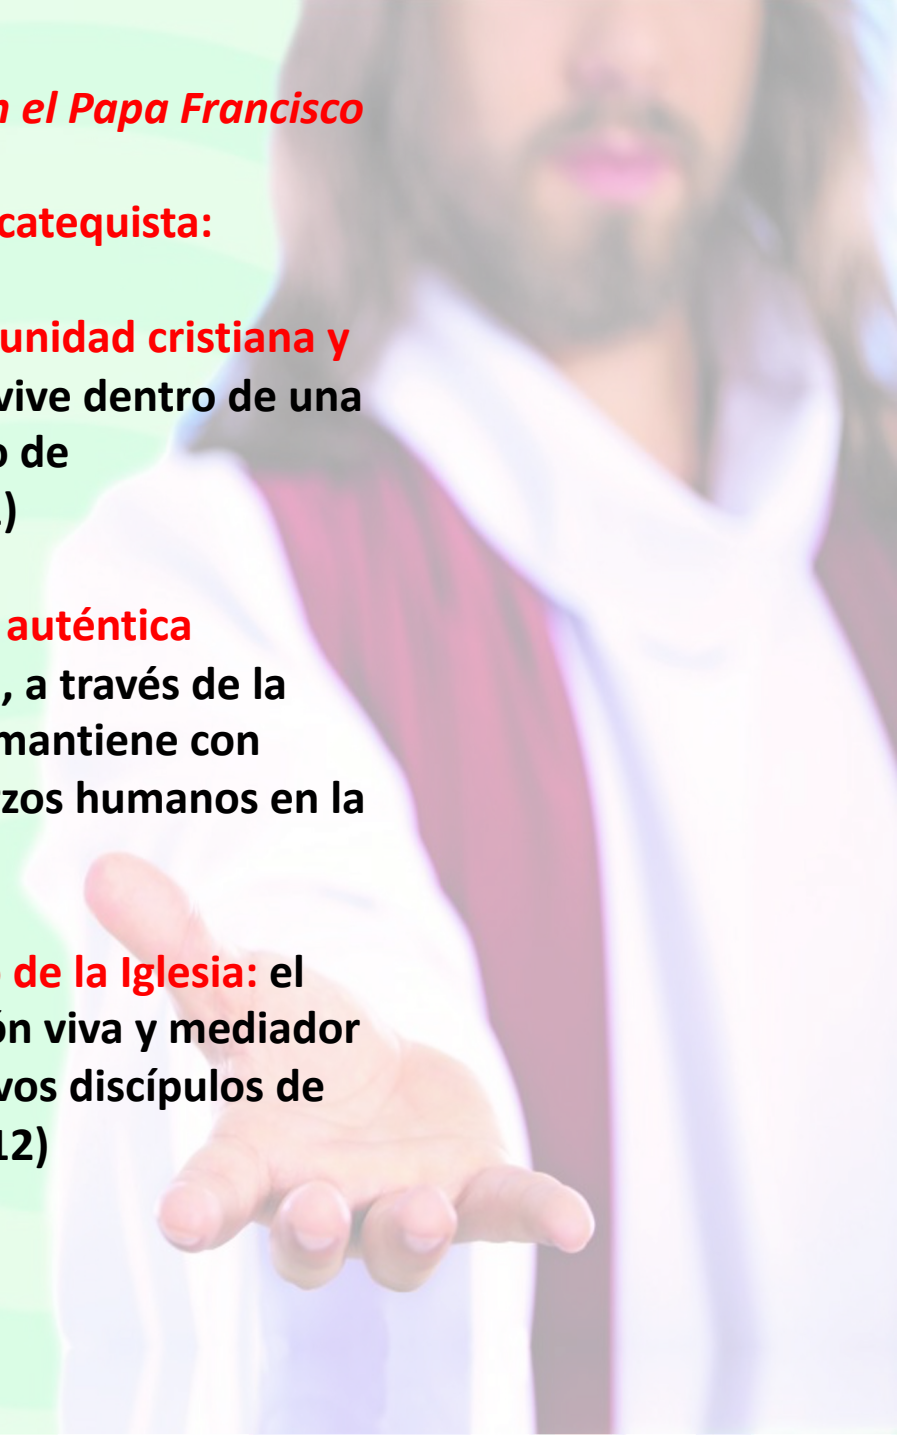 el Papa Francisco
catequista:
unidad cristiana y
vive dentro de una
de
)
auténtica
, a través de la
mantiene con
zos humanos en la
de la Iglesia: el
ón viva y mediador
vos discípulos de
12)